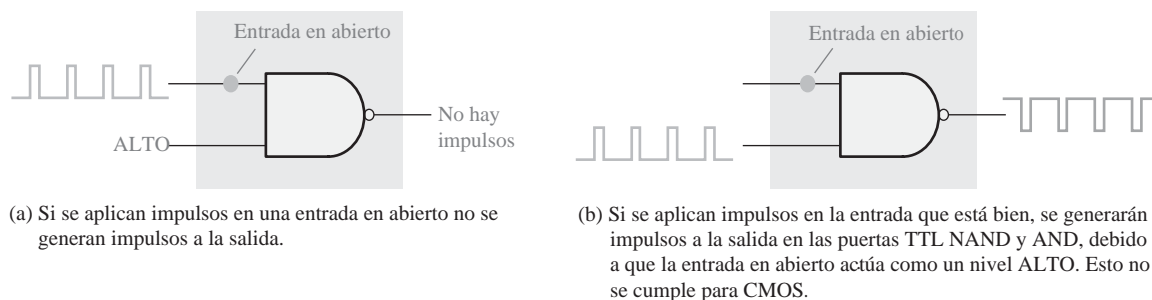 Entrada en abierto
ALTO
No hay
impulsos
(a) Si se aplican impulsos en una entrada en abierto no se
generan impulsos a la salida.
Entrada en abierto
(b) Si se aplican impulsos en la entrada que está bien, se generarán
impulsos a la salida en las puertas TTL NAND y AND, debido
a que la entrada en abierto actúa como un nivel ALTO. Esto no
se cumple para CMOS.